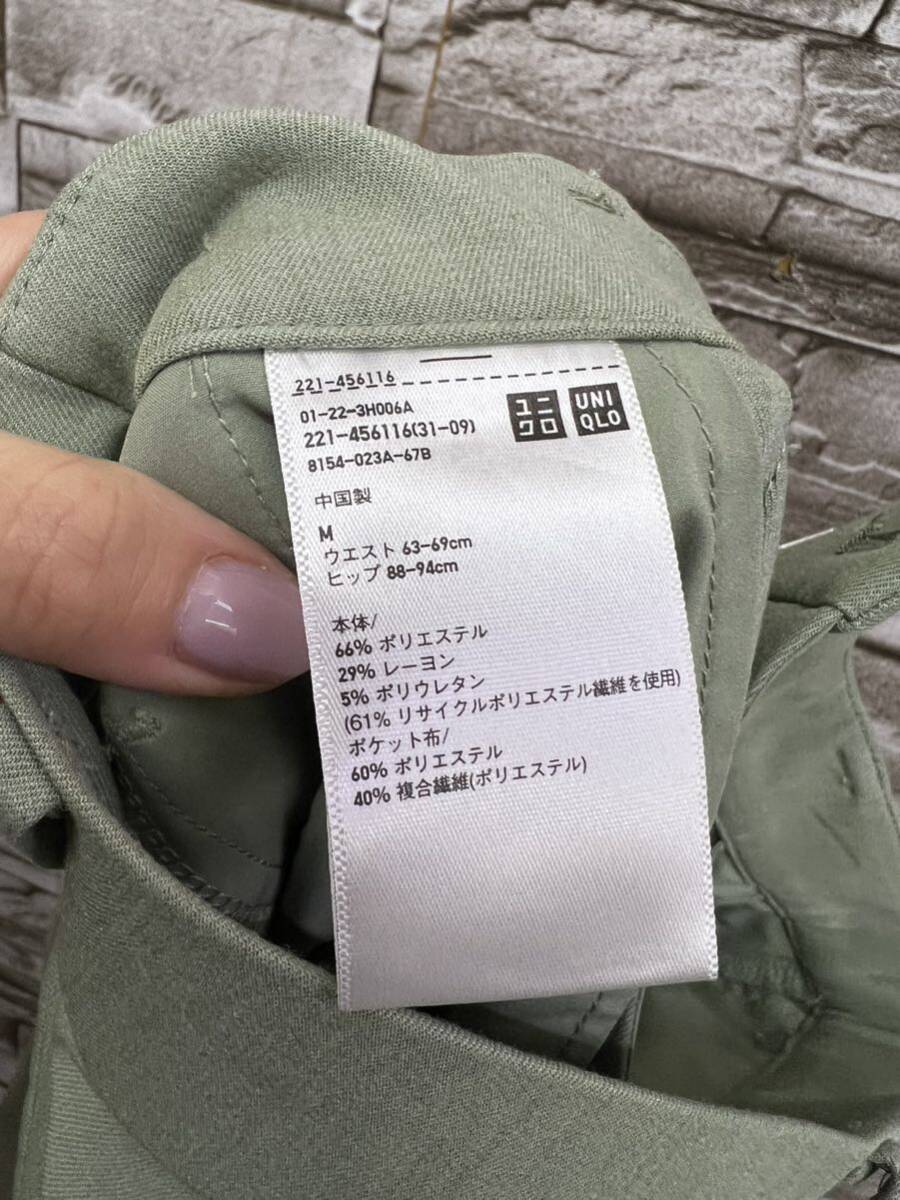 221-456116
01-22-3H006A
221-456116(31-09)
8154-023A-67B
ユニ
クロ
UNI
QLO
中国製
M
ウエスト 63-69cm
ヒップ 88-94cm
本体/
66% ポリエステル
29% レーヨン
5% ポリウレタン
(61% リサイクルポリエステル繊維を使用)
ポケット布/
60% ポリエステル
40% 複合繊維(ポリエステル)